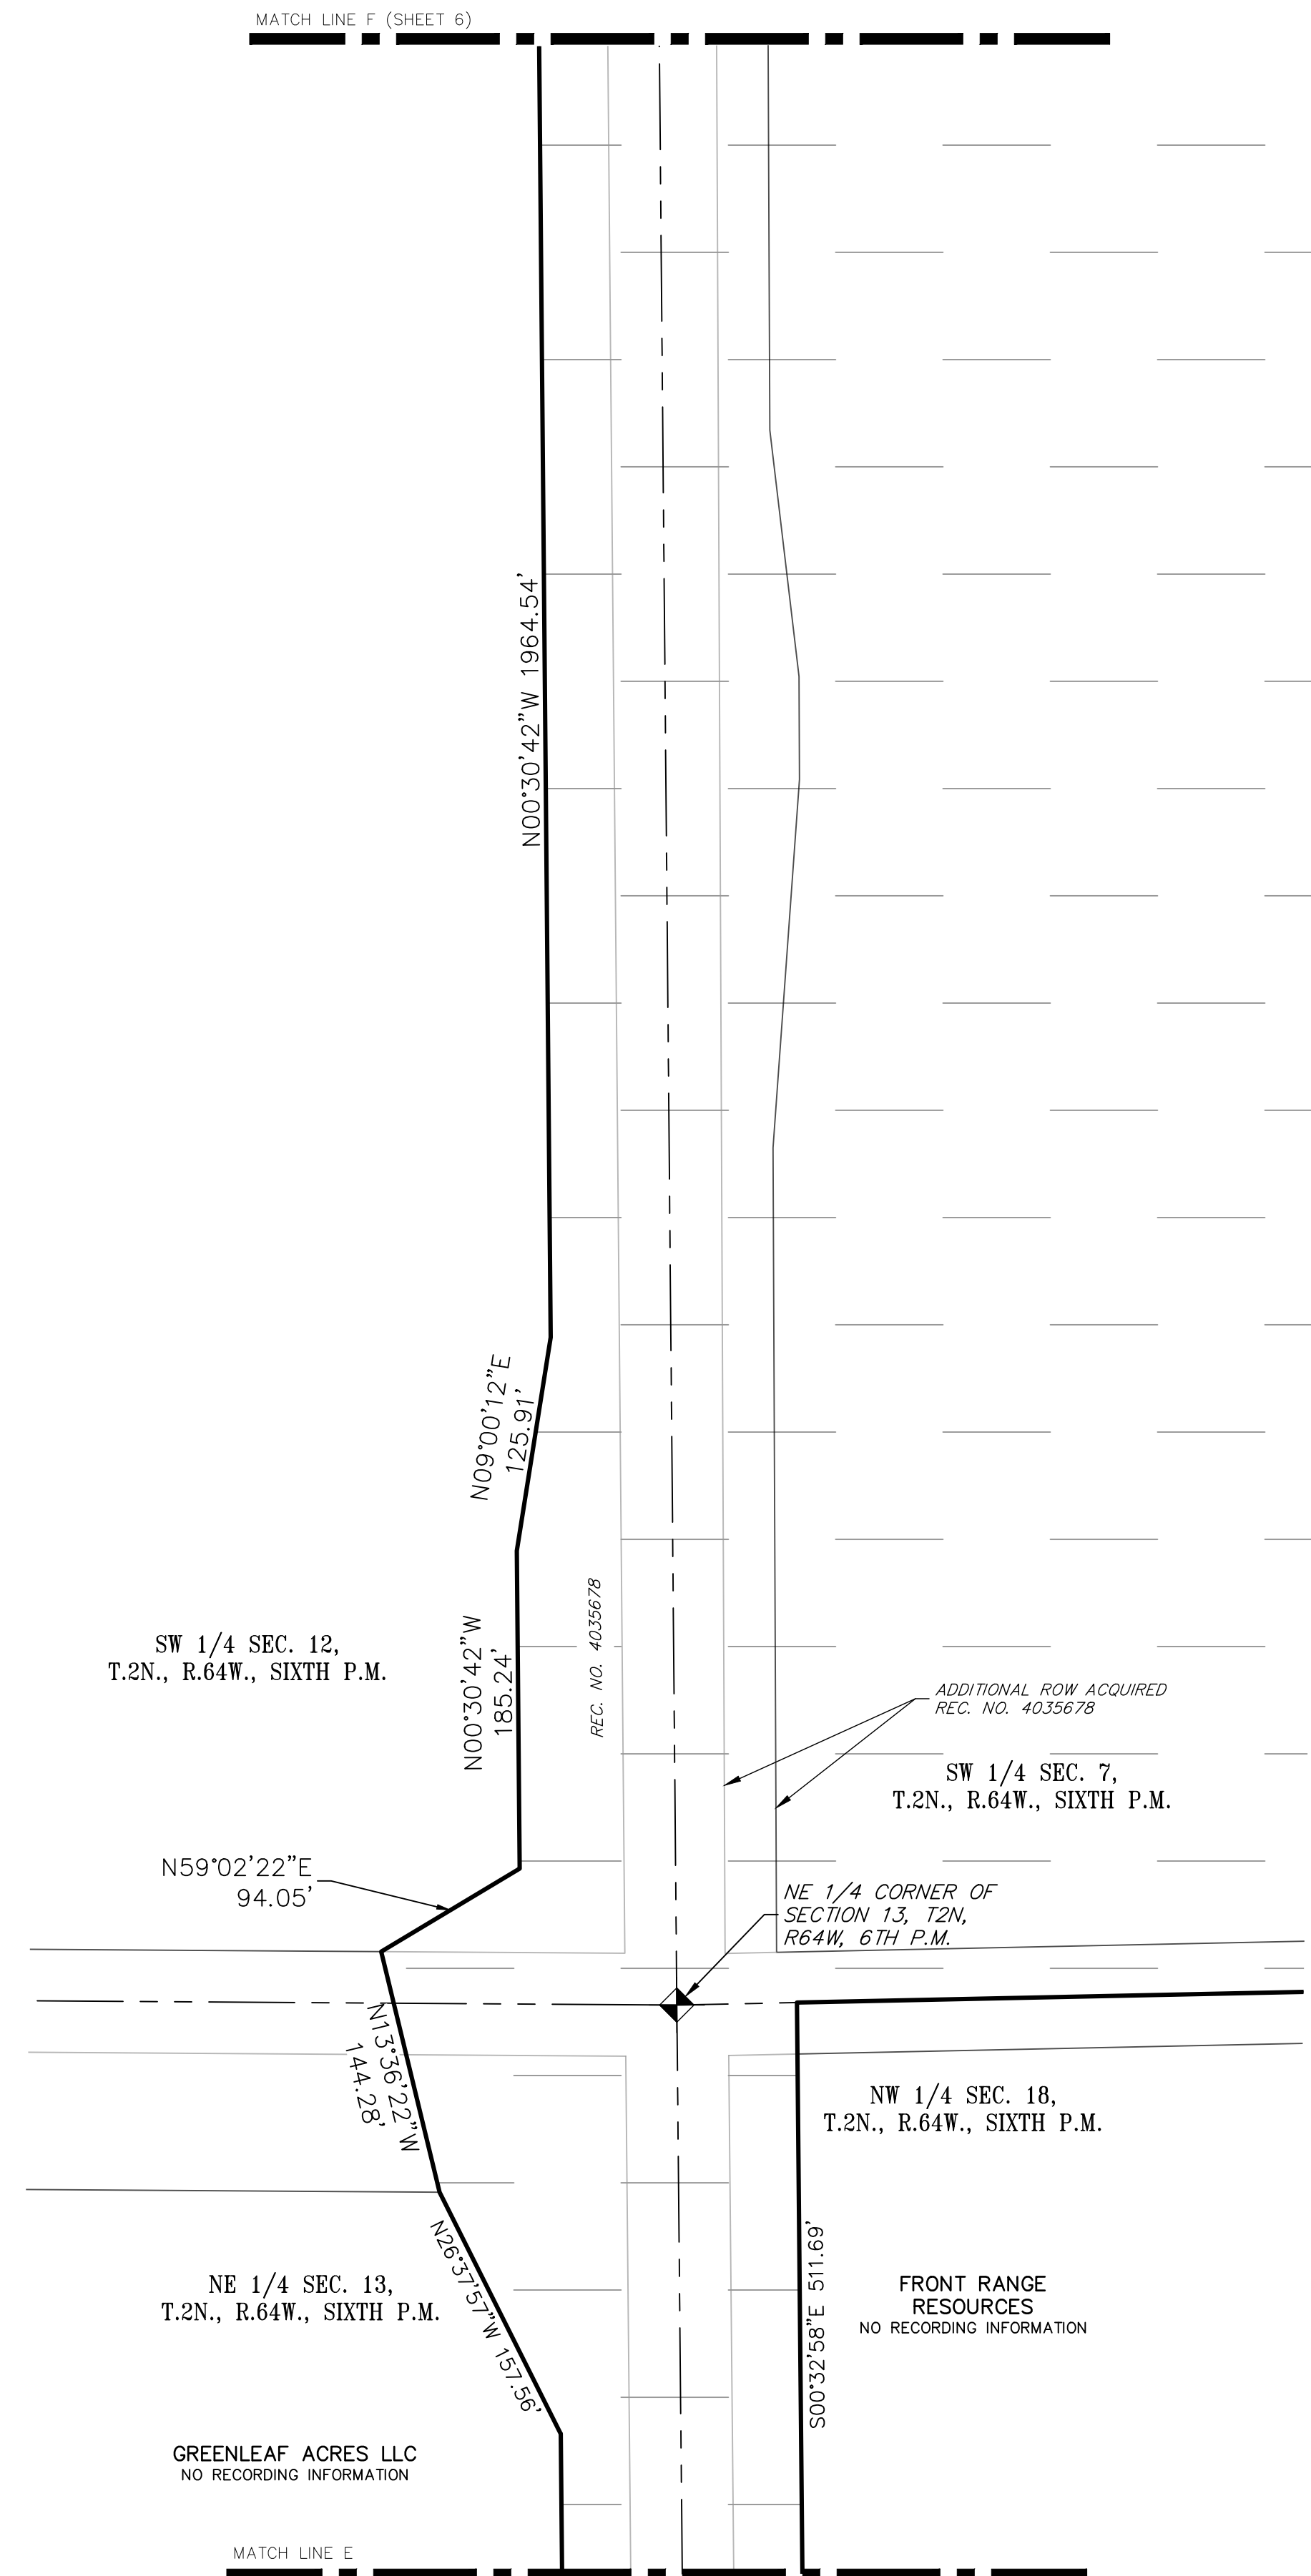 MATCH LINE F (SHEET 6)
N00°30'42"W 1964.54'
N09°00'12"E
125.91'
REC. NO. 4035678
N00°30'42"W
185.24'
SW 1/4 SEC. 12,
T.2N., R.64W., SIXTH P.M.
ADDITIONAL ROW ACQUIRED
REC. NO. 4035678
SW 1/4 SEC. 7,
T.2N., R.64W., SIXTH P.M.
N59°02'22"E
94.05'
NE 1/4 CORNER OF
SECTION 13, T2N,
R64W, 6TH P.M.
N13°36'22"W
144.28'
NW 1/4 SEC. 18,
T.2N., R.64W., SIXTH P.M.
N26°37'57"W 157.56'
S00°32'58"E 511.69'
NE 1/4 SEC. 13,
T.2N., R.64W., SIXTH P.M.
FRONT RANGE
RESOURCES
NO RECORDING INFORMATION
GREENLEAF ACRES LLC
NO RECORDING INFORMATION
MATCH LINE E